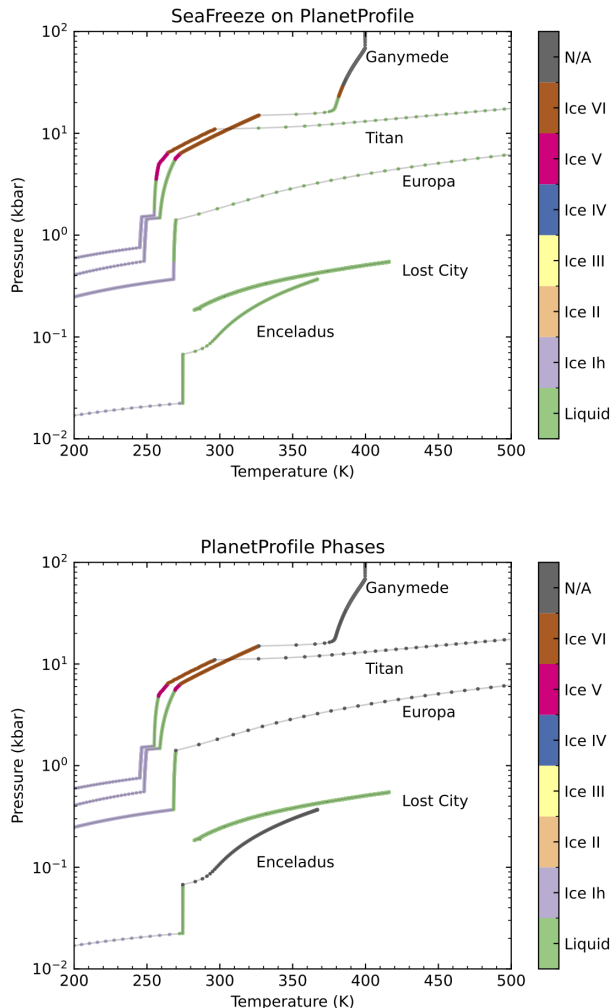 SeaFreeze on PlanetProfile
10²
10¹
10⁰
10⁻¹
10⁻²
Pressure (kbar)
200 250 300 350 400 450 500
Temperature (K)
Ganymede
Titan
Europa
Lost City
Enceladus
N/A
Ice VI
Ice V
Ice IV
Ice III
Ice II
Ice Ih
Liquid
PlanetProfile Phases
10²
10¹
10⁰
10⁻¹
10⁻²
Pressure (kbar)
200 250 300 350 400 450 500
Temperature (K)
Ganymede
Titan
Europa
Lost City
Enceladus
N/A
Ice VI
Ice V
Ice IV
Ice III
Ice II
Ice Ih
Liquid